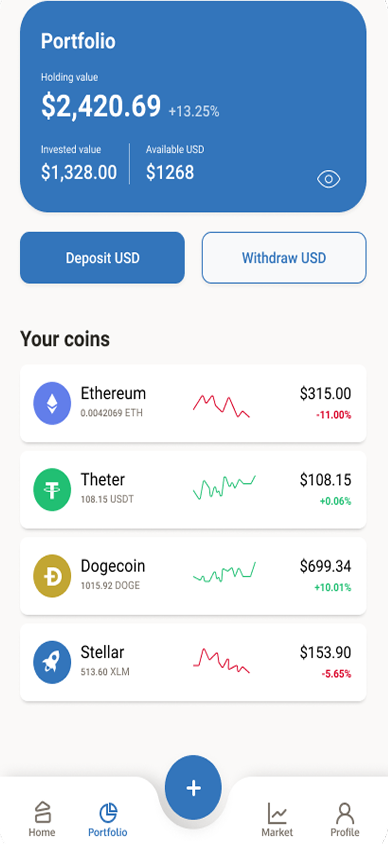 Portfolio
Holding value
$2,420.69 +13.25%
Invested value Available USD
$1,328.00 $1268
Deposit USD Withdraw USD
Your coins
Ethereum $315.00
0.0042069 ETH -11.00%
Theter $108.15
108.15 USDT +0.06%
Dogecoin $699.34
1015.92 DOGE +10.01%
Stellar $153.90
513.60 XLM -5.65%
+
Home Portfolio Market Profile